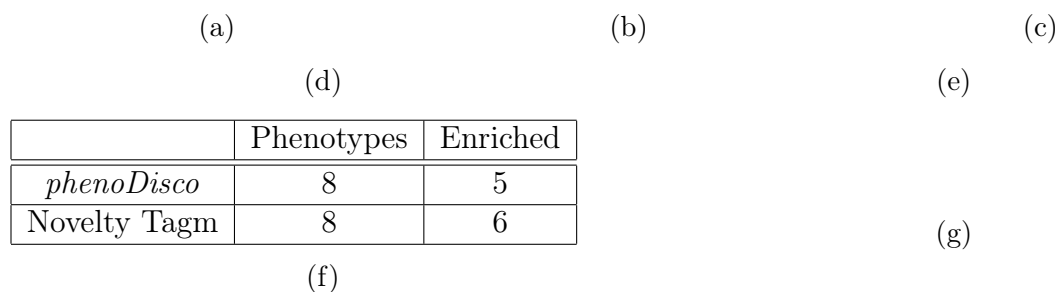 (a) (b) (c)
(d) (e)
Phenotypes Enriched
phenoDisco 8 5
Novelty Tagm 8 6
(g)
(f)